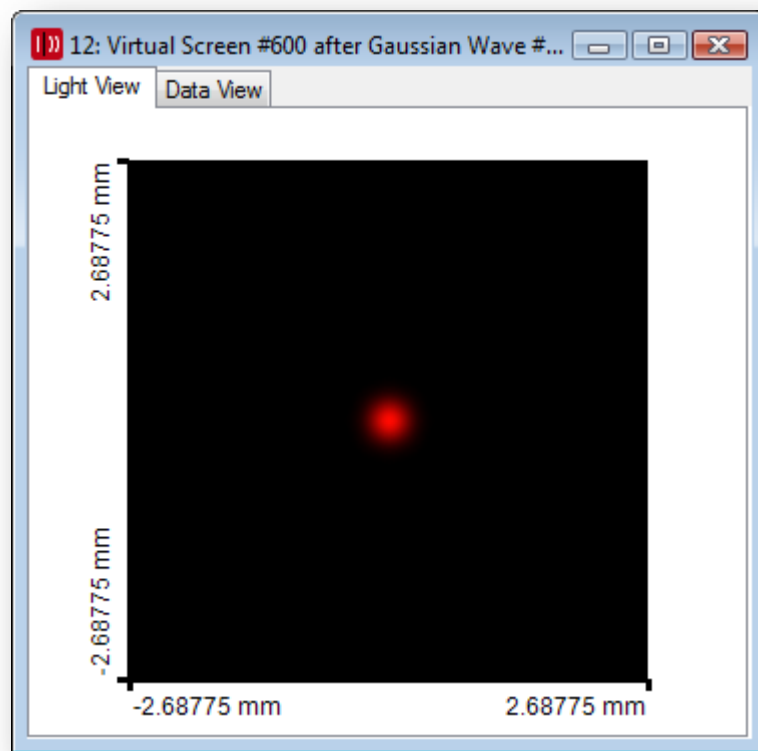 12: Virtual Screen #600 after Gaussian Wave #...
Light View
Data View
2.68775 mm
-2.68775 mm
-2.68775 mm
2.68775 mm